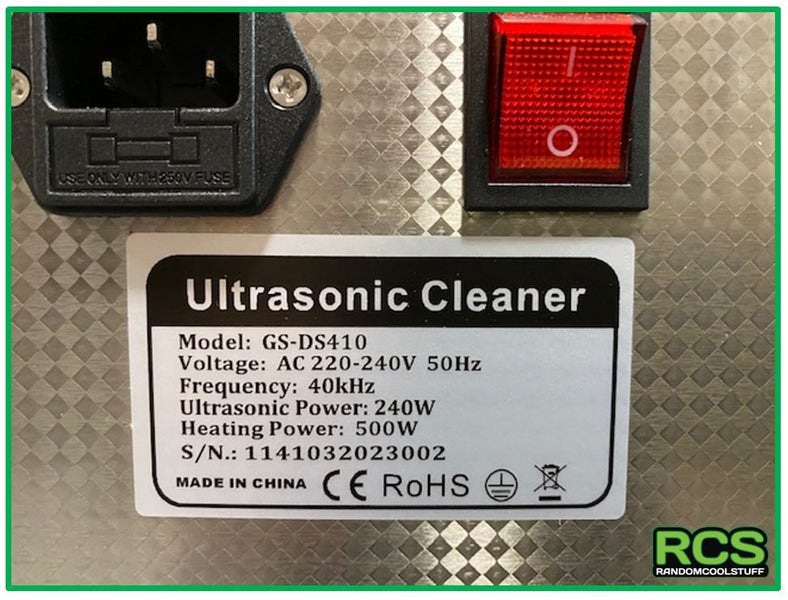 USE ONLY WITH 250V FUSE
Ultrasonic Cleaner
Model: GS-DS410
Voltage: AC 220-240V 50Hz
Frequency: 40kHz
Ultrasonic Power: 240W
Heating Power: 500W
S/N.: 1141032023002
MADE IN CHINA CE RoHS
RCS
RANDOMCOOLSTUFF